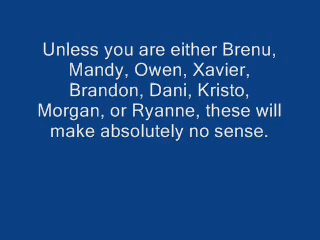 Unless you are either Brenu,
Mandy, Owen, Xavier,
Brandon, Dani, Kristo,
Morgan, or Ryanne, these will
make absolutely no sense.